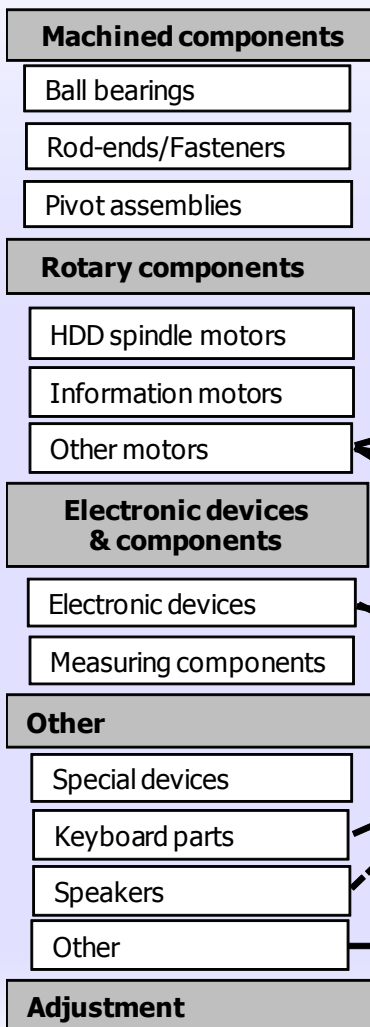 Machined components
Ball bearings
Rod-ends/Fasteners
Pivot assemblies
Rotary components
HDD spindle motors
Information motors
Other motors
Electronic devices
& components
Electronic devices
Measuring components
Other
Special devices
Keyboard parts
Speakers
Other
Adjustment